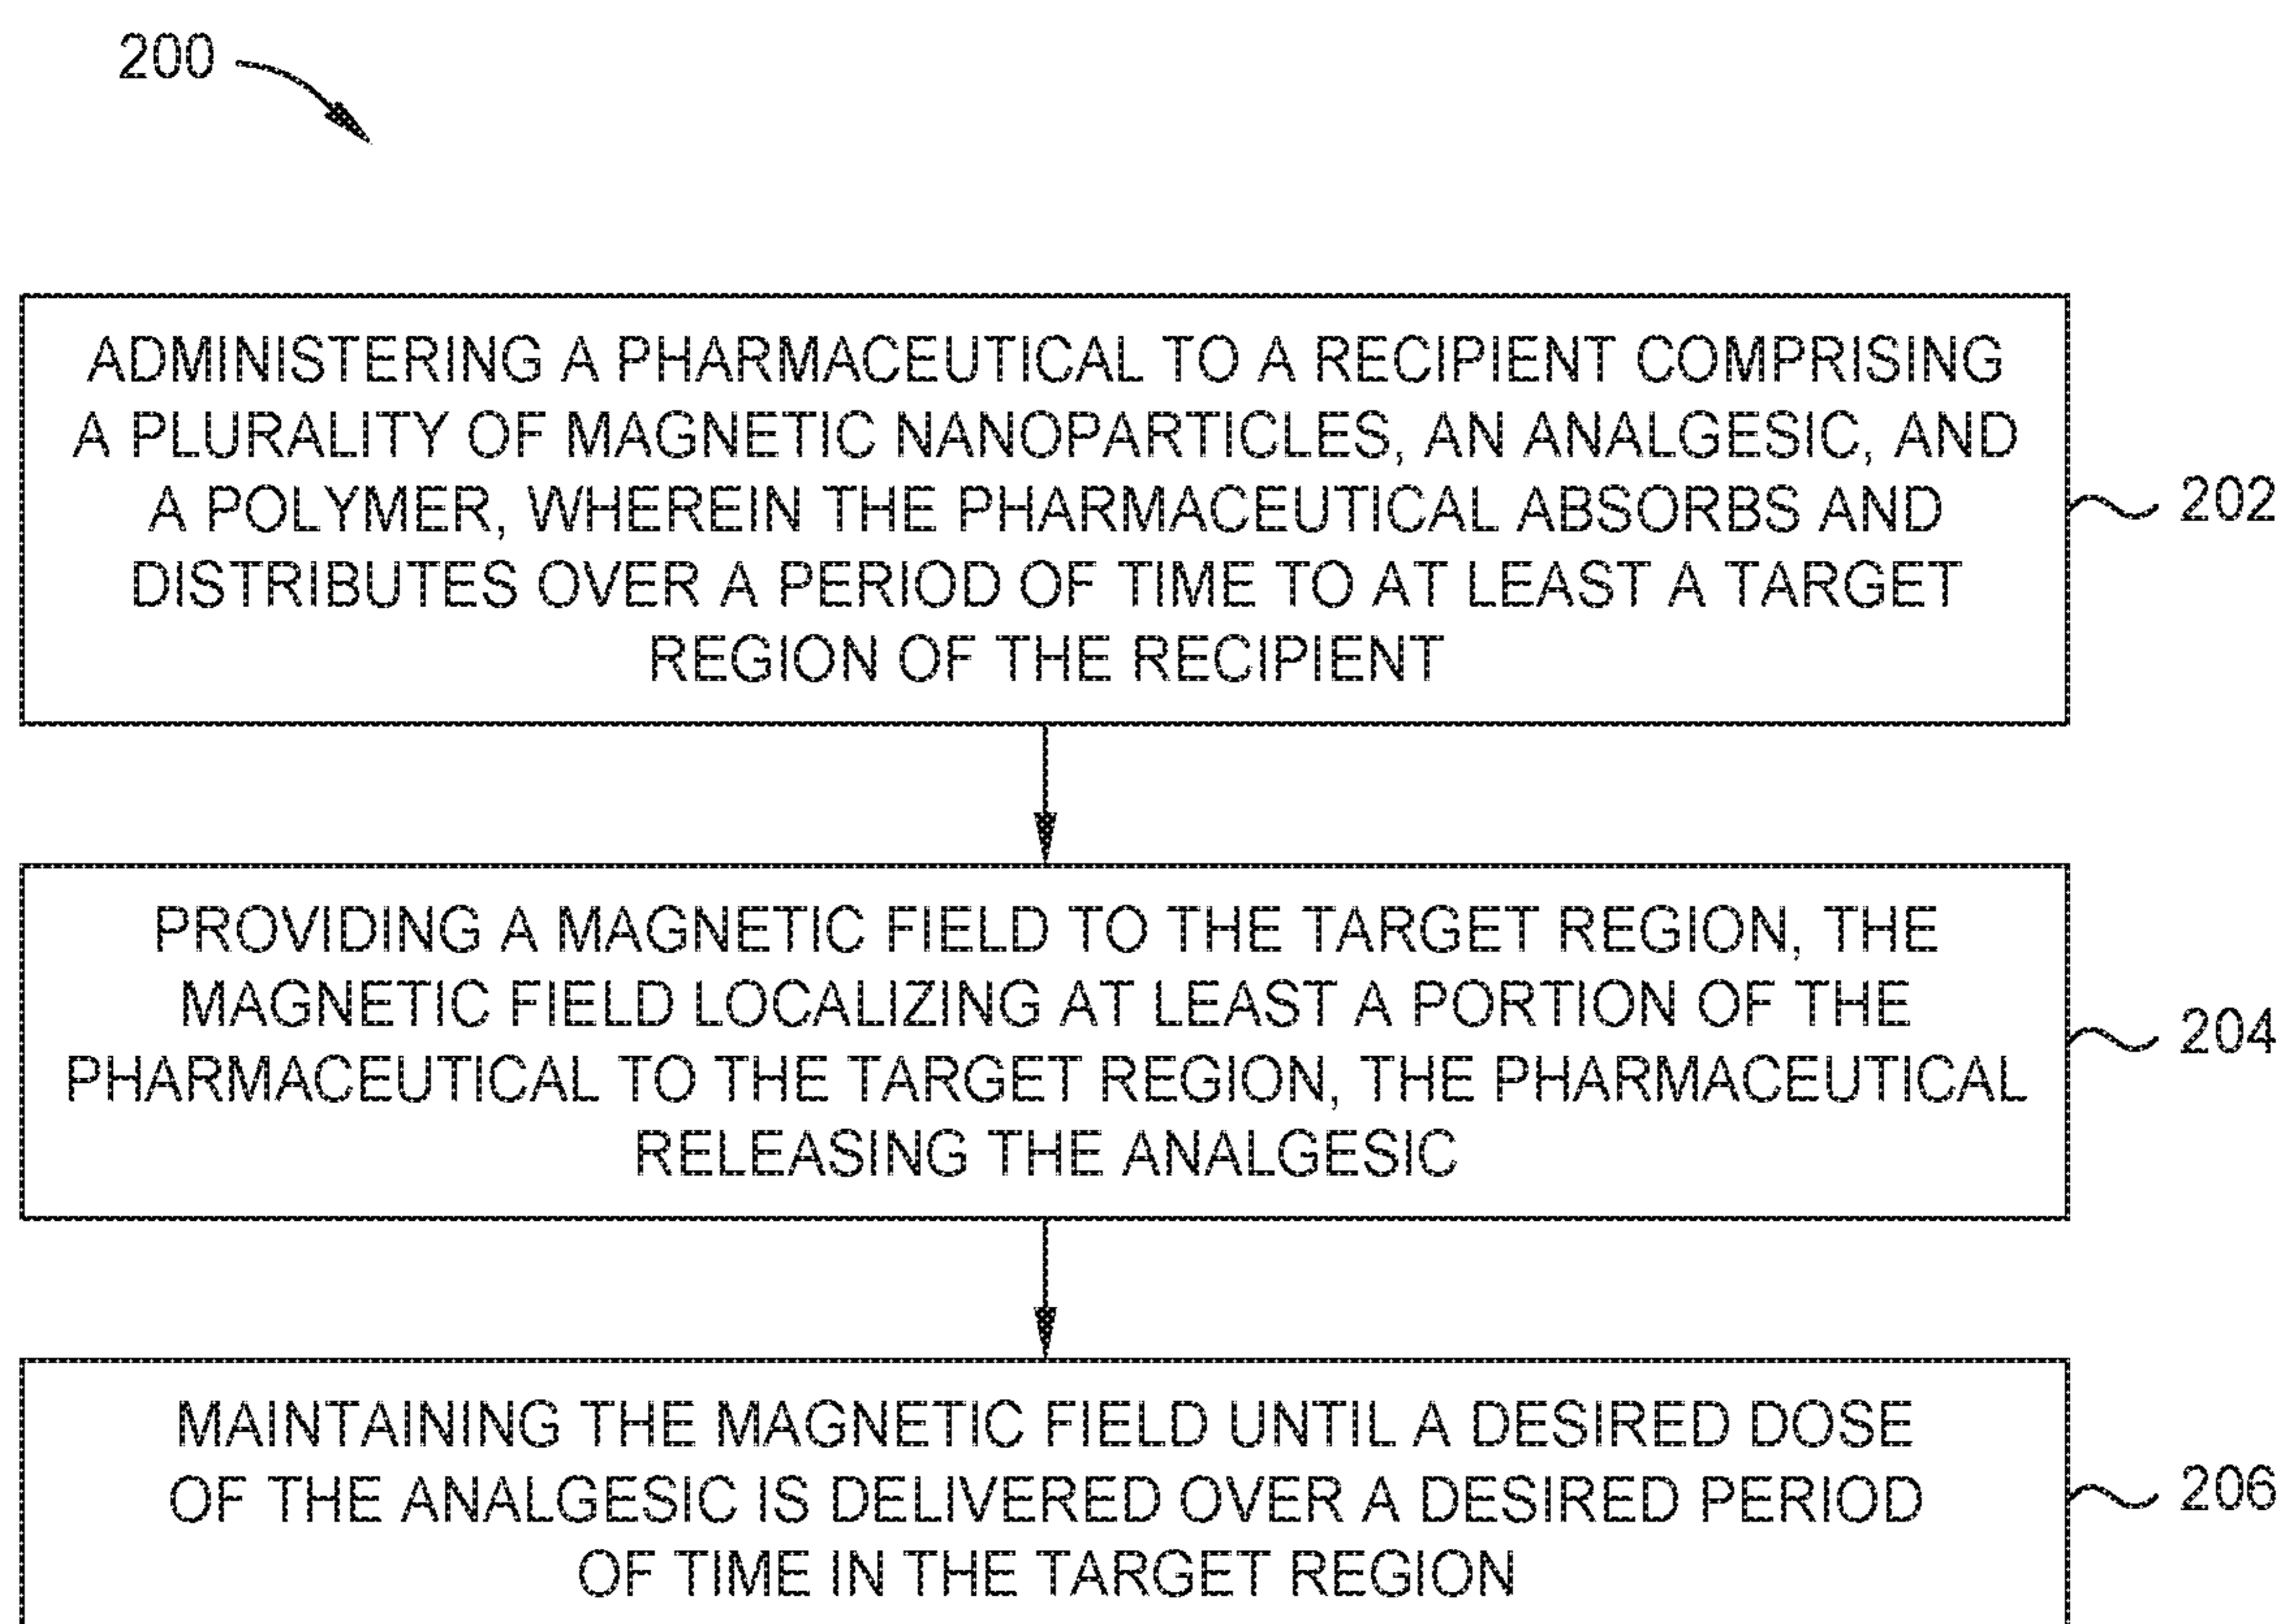 200
ADMINISTERING A PHARMACEUTICAL TO A RECIPIENT COMPRISING
A PLURALITY OF MAGNETIC NANOPARTICLES, AN ANALGESIC, AND
A POLYMER, WHEREIN THE PHARMACEUTICAL ABSORBS AND
DISTRIBUTES OVER A PERIOD OF TIME TO AT LEAST A TARGET
REGION OF THE RECIPIENT
202
PROVIDING A MAGNETIC FIELD TO THE TARGET REGION, THE
MAGNETIC FIELD LOCALIZING AT LEAST A PORTION OF THE
PHARMACEUTICAL TO THE TARGET REGION, THE PHARMACEUTICAL
RELEASING THE ANALGESIC
204
MAINTAINING THE MAGNETIC FIELD UNTIL A DESIRED DOSE
OF THE ANALGESIC IS DELIVERED OVER A DESIRED PERIOD
OF TIME IN THE TARGET REGION
206